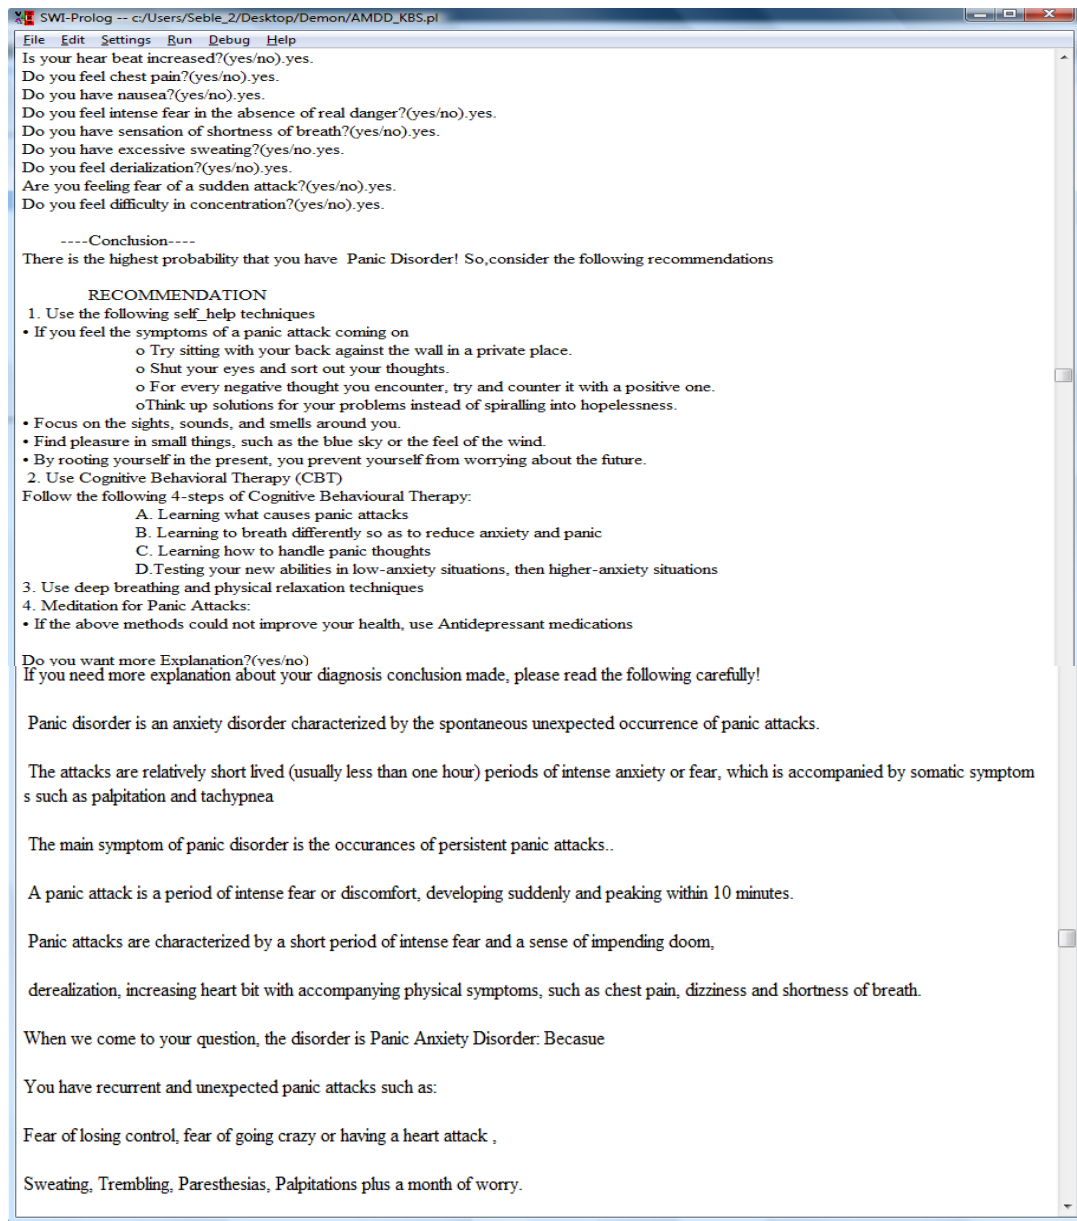 SWI-Prolog -- c:/Users/Seble_2/Desktop/Demon/AMDD_KBS.pl
File Edit Settings Run Debug Help
Is your hear beat increased?(yes/no).yes.
Do you feel chest pain?(yes/no).yes.
Do you have nausea?(yes/no).yes.
Do you feel intense fear in the absence of real danger?(yes/no).yes.
Do you have sensation of shortness of breath?(yes/no).yes.
Do you have excessive sweating?(yes/no.yes.
Do you feel derialization?(yes/no).yes.
Are you feeling fear of a sudden attack?(yes/no).yes.
Do you feel difficulty in concentration?(yes/no).yes.
----Conclusion----
There is the highest probability that you have  Panic Disorder! So,consider the following recommendations
RECOMMENDATION
1. Use the following self_help techniques
• If you feel the symptoms of a panic attack coming on
o Try sitting with your back against the wall in a private place.
o Shut your eyes and sort out your thoughts.
o For every negative thought you encounter, try and counter it with a positive one.
oThink up solutions for your problems instead of spiralling into hopelessness.
• Focus on the sights, sounds, and smells around you.
• Find pleasure in small things, such as the blue sky or the feel of the wind.
• By rooting yourself in the present, you prevent yourself from worrying about the future.
2. Use Cognitive Behavioral Therapy (CBT)
Follow the following 4-steps of Cognitive Behavioural Therapy:
A. Learning what causes panic attacks
B. Learning to breath differently so as to reduce anxiety and panic
C. Learning how to handle panic thoughts
D.Testing your new abilities in low-anxiety situations, then higher-anxiety situations
3. Use deep breathing and physical relaxation techniques
4. Meditation for Panic Attacks:
• If the above methods could not improve your health, use Antidepressant medications
Do you want more Explanation?(yes/no)
If you need more explanation about your diagnosis conclusion made, please read the following carefully!
Panic disorder is an anxiety disorder characterized by the spontaneous unexpected occurrence of panic attacks.
The attacks are relatively short lived (usually less than one hour) periods of intense anxiety or fear, which is accompanied by somatic symptom
s such as palpitation and tachypnea
The main symptom of panic disorder is the occurances of persistent panic attacks..
A panic attack is a period of intense fear or discomfort, developing suddenly and peaking within 10 minutes.
Panic attacks are characterized by a short period of intense fear and a sense of impending doom,
derealization, increasing heart bit with accompanying physical symptoms, such as chest pain, dizziness and shortness of breath.
When we come to your question, the disorder is Panic Anxiety Disorder: Becasue
You have recurrent and unexpected panic attacks such as:
Fear of losing control, fear of going crazy or having a heart attack ,
Sweating, Trembling, Paresthesias, Palpitations plus a month of worry.